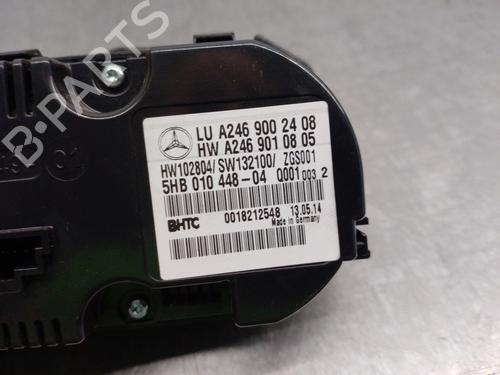 B-PARTS
LU A246 900 24 08
HW A246 901 08 05
HW102804/SW132100/ ZGS001
5HB 010 448-04 Q001 003 2
BHTC 0018212548 13.05.14
Made in Germany